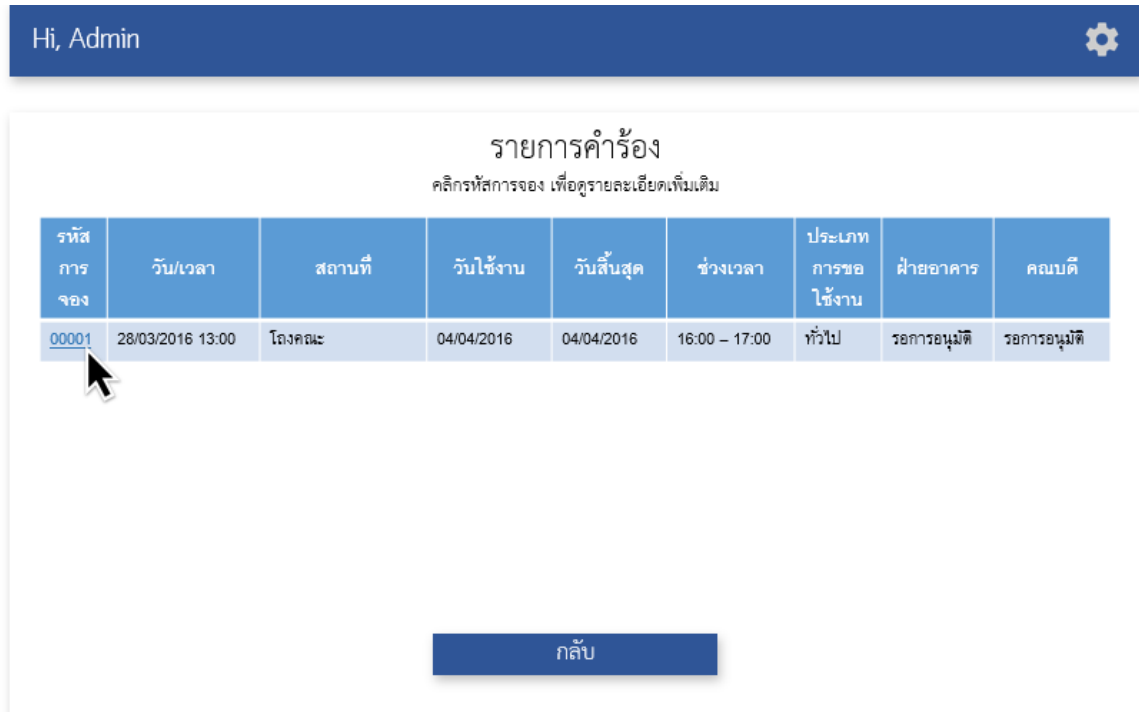 Hi, Admin
รายการคำร้อง
คลิกรหัสการจอง เพื่อดูรายละเอียดเพิ่มเติม
รหัส
การ
จอง
วัน/เวลา
สถานที่
วันใช้งาน
วันสิ้นสุด
ช่วงเวลา
ประเภท
การขอ
ใช้งาน
ฝ่ายอาคาร
คณบดี
00001 28/03/2016 13:00 โถงคณะ 04/04/2016 04/04/2016 16:00 – 17:00 ทั่วไป รอการอนุมัติ รอการอนุมัติ
กลับ